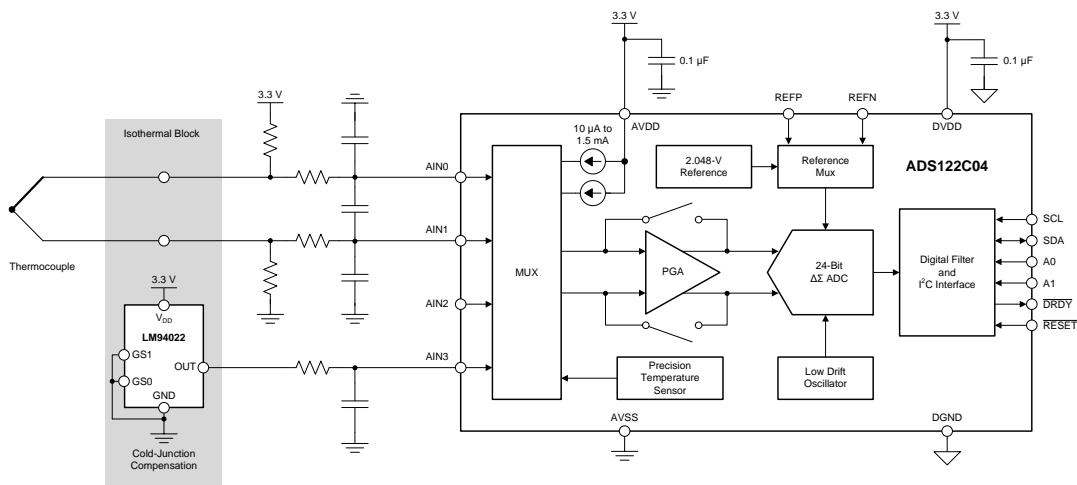 3.3 V
3.3 V
0.1 µF
0.1 µF
3.3 V
REFP
REFN
Isothermal Block
AVDD
DVDD
10 µA to
1.5 mA
2.048-V
Reference
Reference
Mux
ADS122C04
AIN0
AIN1
AIN2
AIN3
Thermocouple
MUX
PGA
24-Bit
ΔΣ ADC
Digital Filter
and
I²C Interface
SCL
SDA
A0
A1
DRDY
RESET
3.3 V
VDD
LM94022
GS1
GS0
OUT
GND
Precision
Temperature
Sensor
Low Drift
Oscillator
AVSS
DGND
Cold-Junction
Compensation